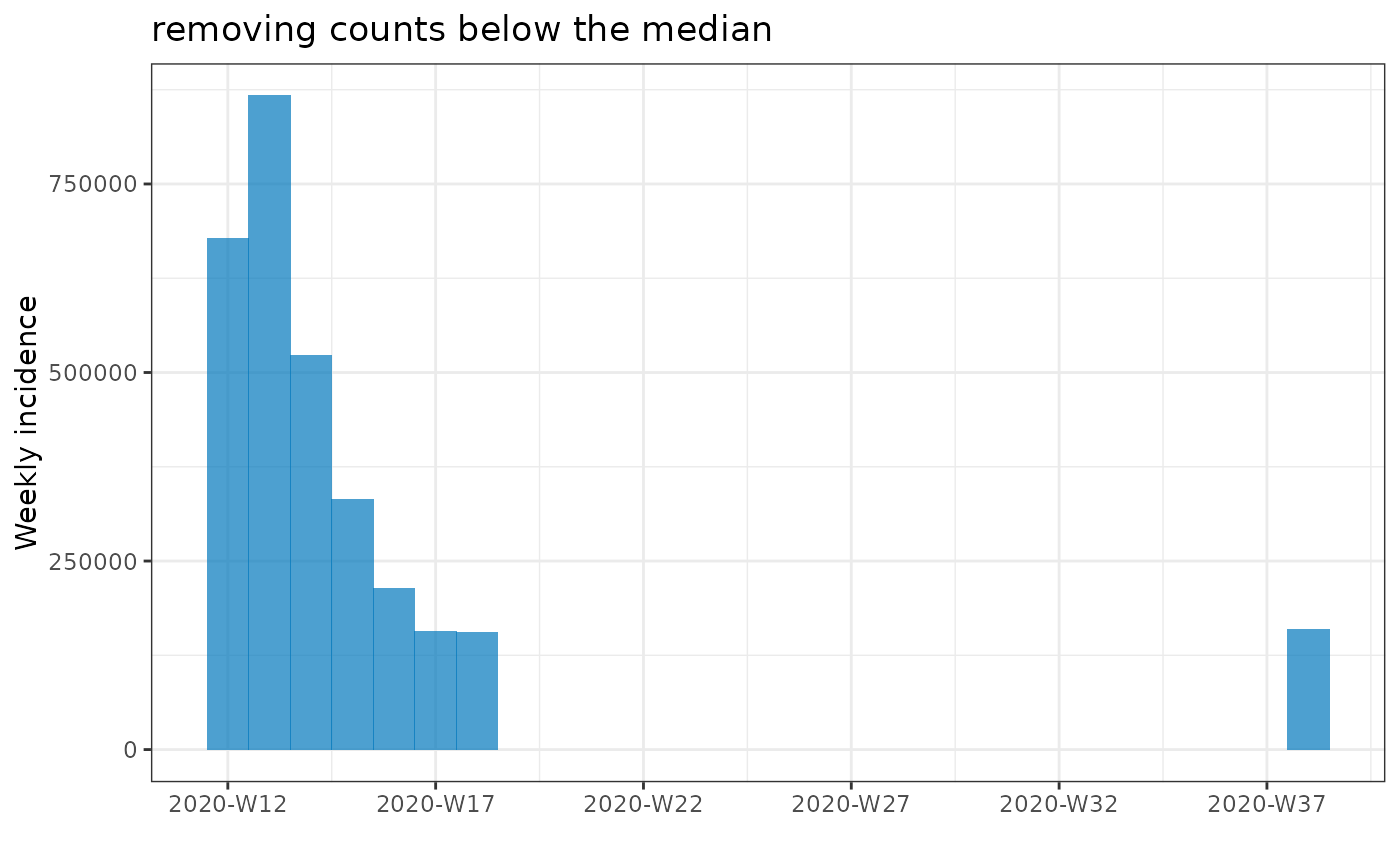 removing counts below the median
Weekly incidence
750000
500000
250000
0
2020-W12 2020-W17 2020-W22 2020-W27 2020-W32 2020-W37